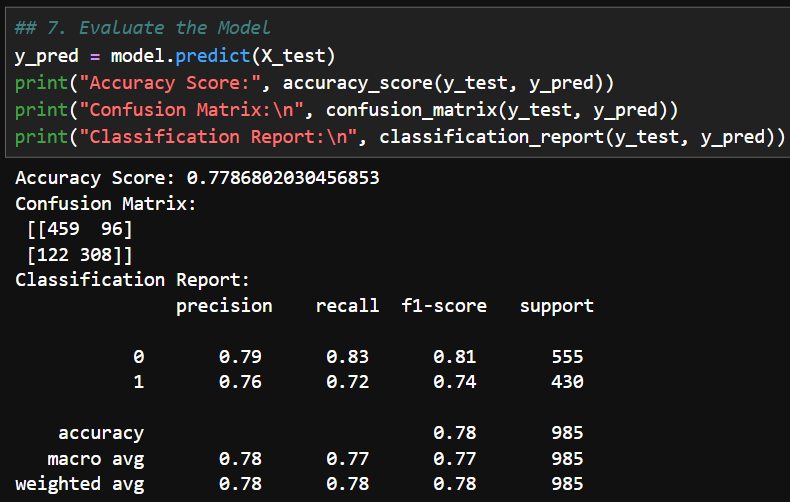 ## 7. Evaluate the Model
y_pred = model.predict(X_test)
print("Accuracy Score:", accuracy_score(y_test, y_pred))
print("Confusion Matrix:\n", confusion_matrix(y_test, y_pred))
print("Classification Report:\n", classification_report(y_test, y_pred))
Accuracy Score: 0.7786802030456853
Confusion Matrix:
 [[459  96]
 [122 308]]
Classification Report:
               precision    recall  f1-score   support

           0       0.79      0.83      0.81       555
           1       0.76      0.72      0.74       430

    accuracy                           0.78       985
   macro avg       0.78      0.77      0.77       985
weighted avg       0.78      0.78      0.78       985